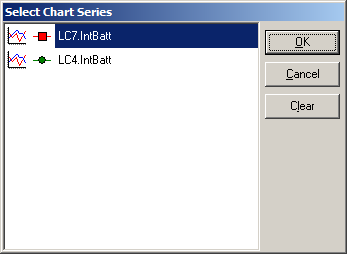 Select Chart Series
LC7.IntBatt
LC4.IntBatt
OK
Cancel
Clear